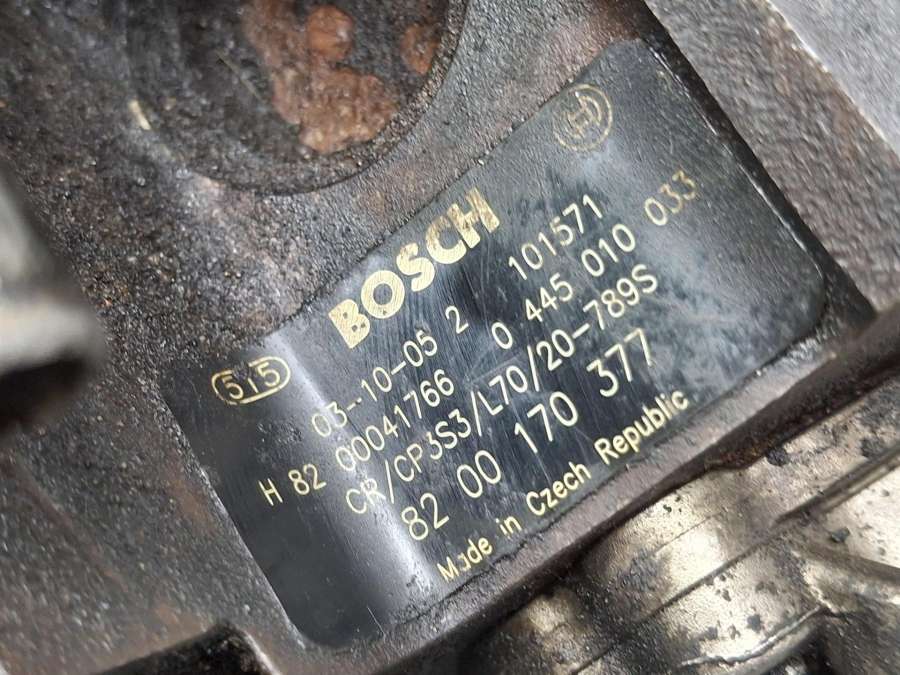 BOSCH
515
03-10-05 2 101571
H 82 00041766 0 445 010 033
CR/CP3S3/L70/20-789S
82 00 170 377
Made in Czech Republic